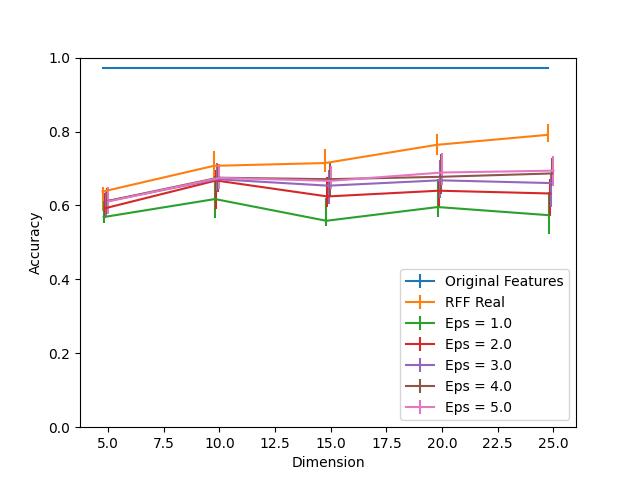 1.0
0.8
0.6
0.4
0.2
0.0
Accuracy
5.0 7.5 10.0 12.5 15.0 17.5 20.0 22.5 25.0
Dimension
Original Features
RFF Real
Eps = 1.0
Eps = 2.0
Eps = 3.0
Eps = 4.0
Eps = 5.0